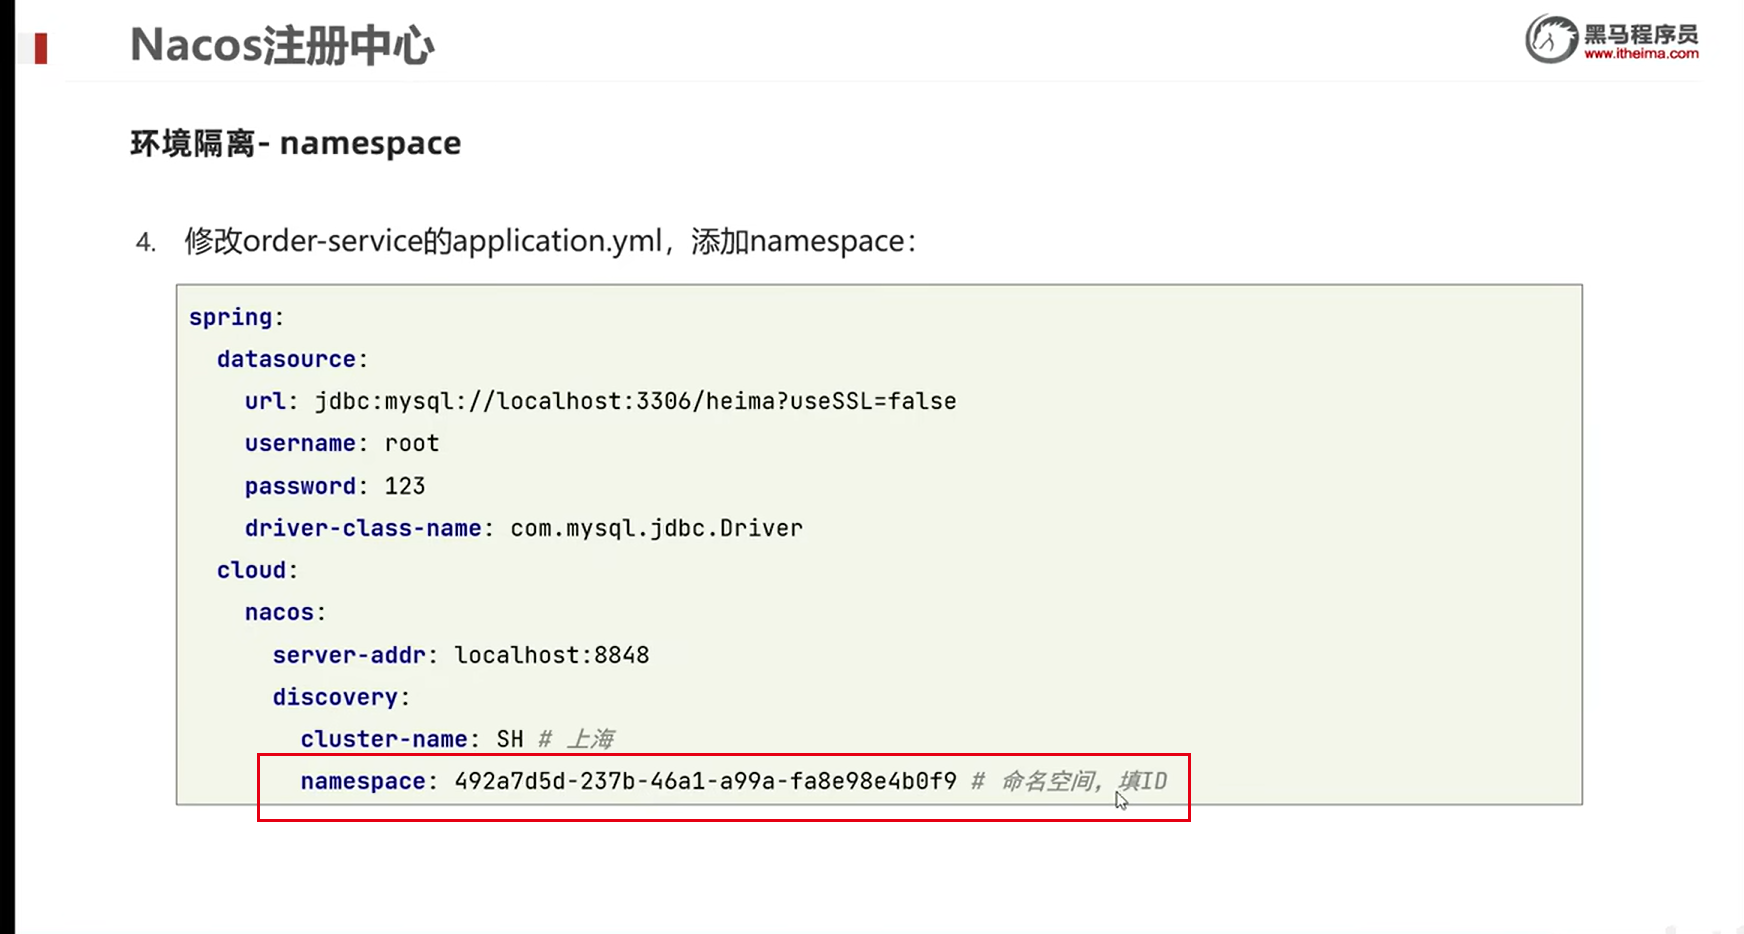 Nacos注册中心
黑马程序员
www.itheima.com
环境隔离- namespace
4. 修改order-service的application.yml，添加namespace：
spring:
datasource:
url: jdbc:mysql://localhost:3306/heima?useSSL=false
username: root
password: 123
driver-class-name: com.mysql.jdbc.Driver
cloud:
nacos:
server-addr: localhost:8848
discovery:
cluster-name: SH # 上海
namespace: 492a7d5d-237b-46a1-a99a-fa8e98e4b0f9 # 命名空间，填ID